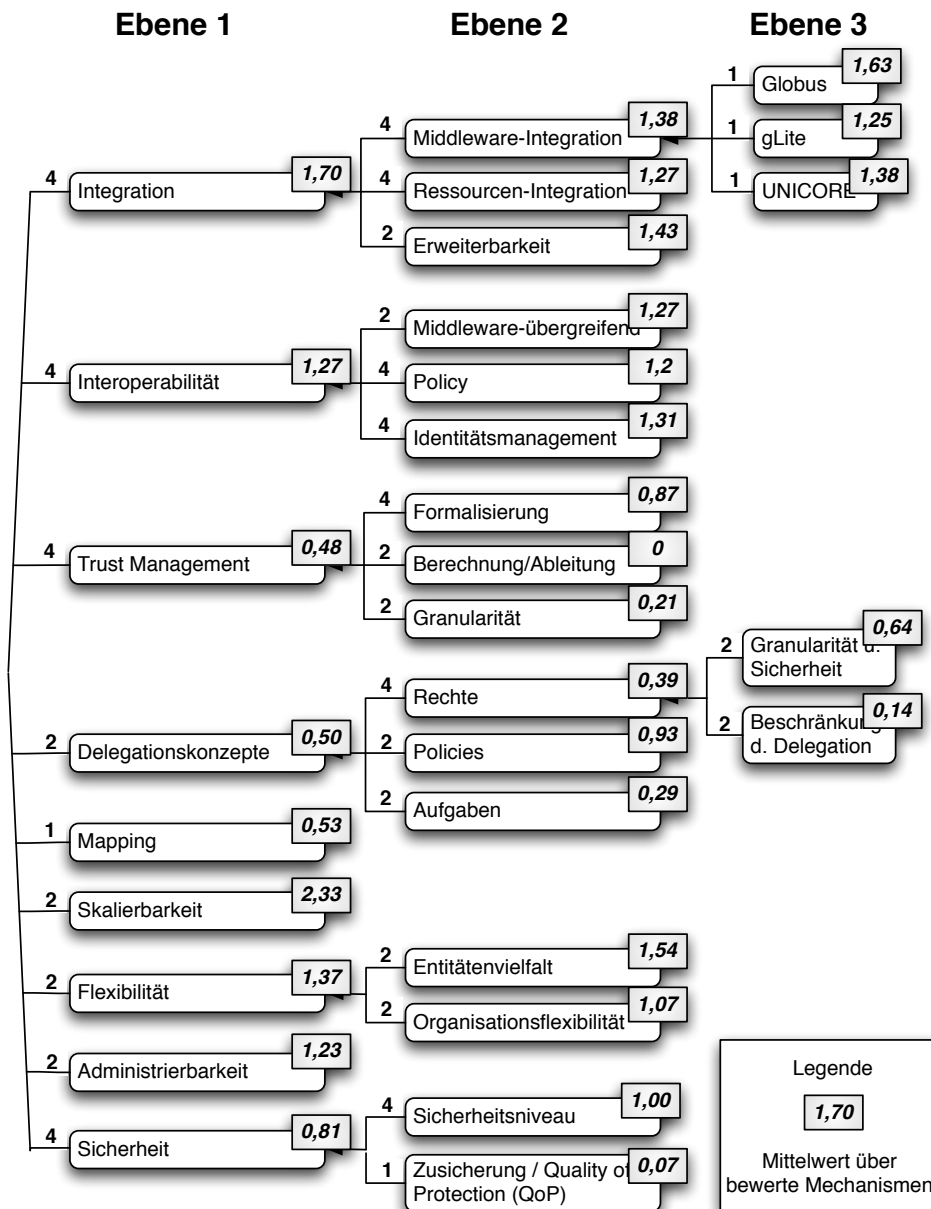 Ebene 1 Ebene 2 Ebene 3
1 Globus 1,63
4 Middleware-Integration 1,38
1 gLite 1,25
4 Integration 1,70
4 Ressourcen-Integration 1,27
1 UNICORE 1,38
2 Erweiterbarkeit 1,43
2 Middleware-übergreifend 1,27
4 Interoperabilität 1,27
4 Policy 1,2
4 Identitätsmanagement 1,31
4 Formalisierung 0,87
4 Trust Management 0,48
2 Berechnung/Ableitung 0
2 Granularität 0,21
2 Granularität d. 0,64
Sicherheit
4 Rechte 0,39
2 Beschränkung 0,14
d. Delegation
2 Delegationskonzepte 0,50
2 Policies 0,93
2 Aufgaben 0,29
1 Mapping 0,53
2 Skalierbarkeit 2,33
2 Entitätenvielfalt 1,54
2 Flexibilität 1,37
2 Organisationsflexibilität 1,07
2 Administrierbarkeit 1,23
4 Sicherheitsniveau 1,00
4 Sicherheit 0,81
1 Zusicherung / Quality of 0,07
Protection (QoP)
Legende
1,70
Mittelwert über
bewerte Mechanismen